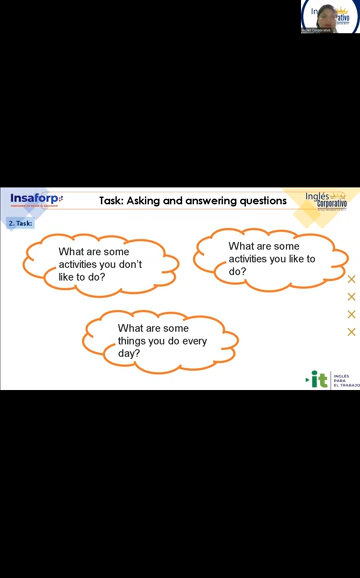 Insaforp
Task: Asking and answering questions
Inglés
Corporativo
2. Task:
What are some
activities you don't
like to do?
What are some
activities you like to
do?
What are some
things you do every
day?
it
INGLÉS
PARA
EL TRABAJO